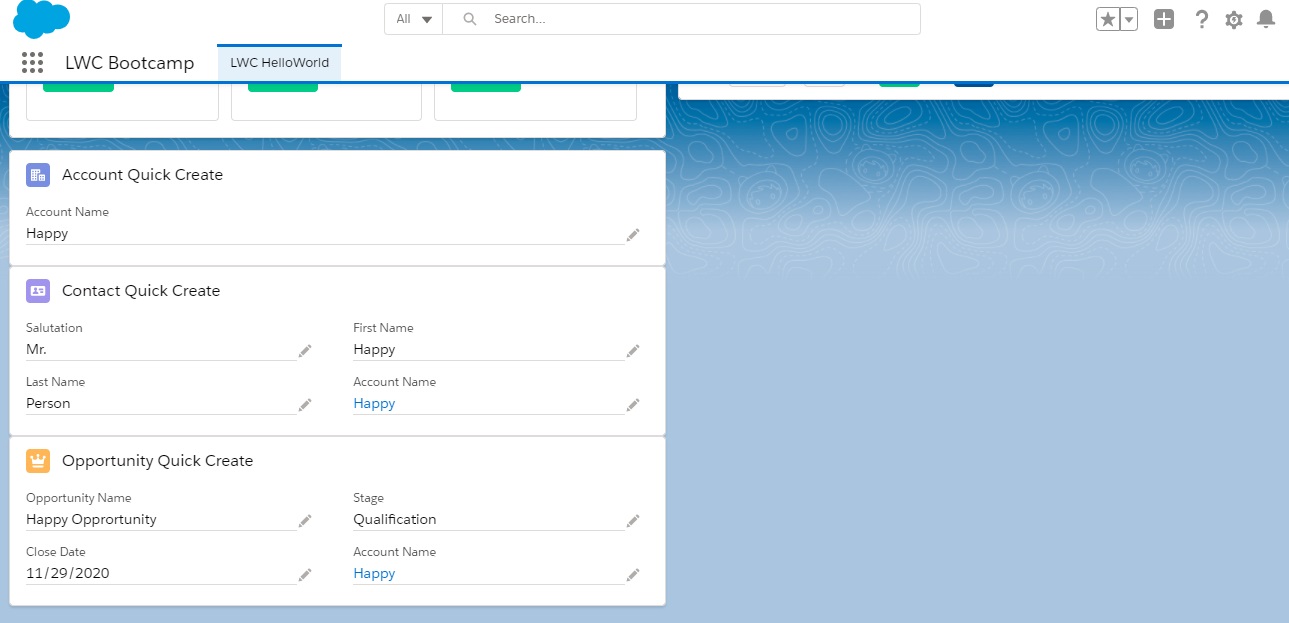 All
Search...
LWC Bootcamp
LWC HelloWorld
Account Quick Create
Account Name
Happy
Contact Quick Create
Salutation First Name
Mr. Happy
Last Name Account Name
Person Happy
Opportunity Quick Create
Opportunity Name Stage
Happy Opprortunity Qualification
Close Date Account Name
11/29/2020 Happy